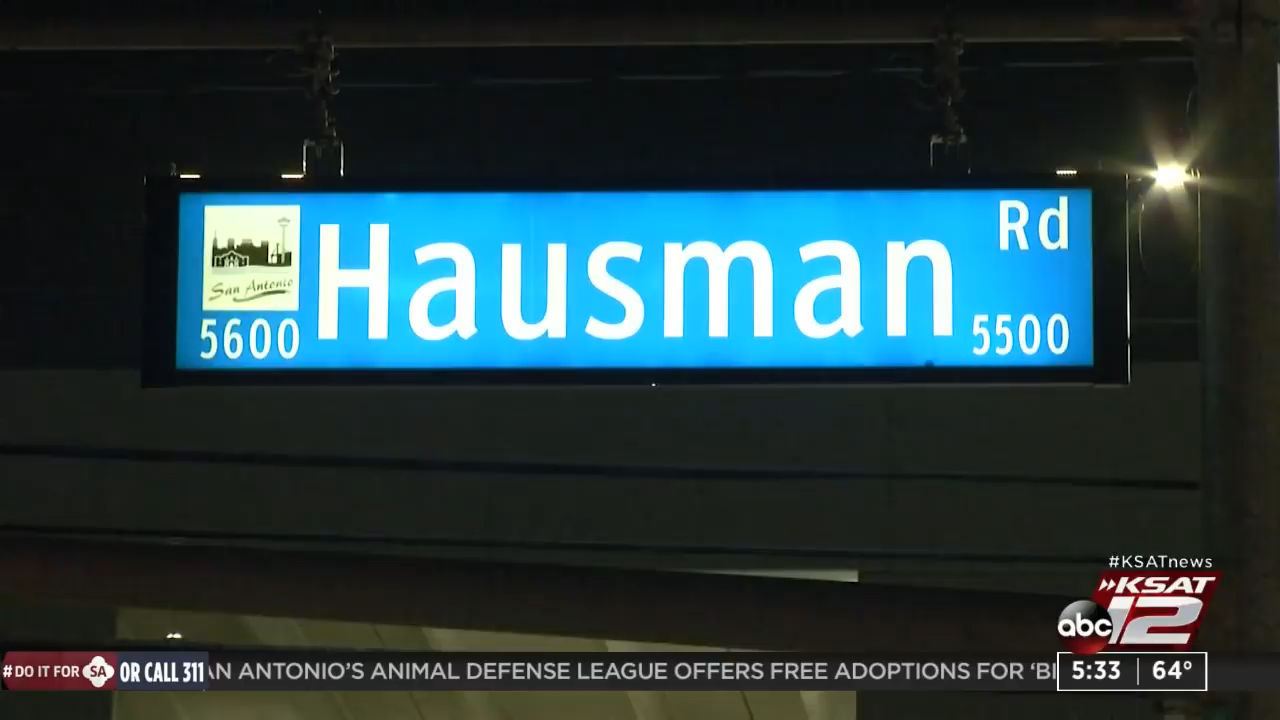 Hausman Rd
San Antonio
5600
5500
#KSATnews
KSAT
12
abc
#DO IT FOR SA OR CALL 311
AN ANTONIO'S ANIMAL DEFENSE LEAGUE OFFERS FREE ADOPTIONS FOR ‘B
5:33 64°